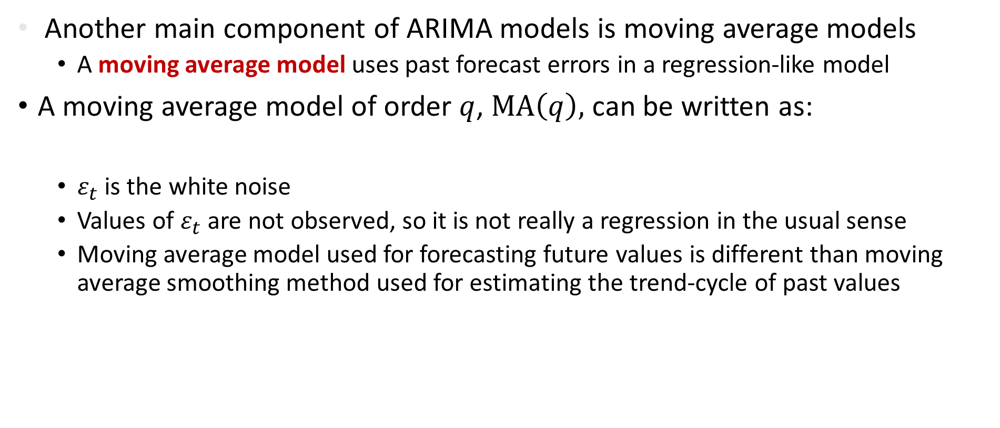 • Another main component of ARIMA models is moving average models
• A moving average model uses past forecast errors in a regression-like model
• A moving average model of order q, MA(q), can be written as:
• εₜ is the white noise
• Values of εₜ are not observed, so it is not really a regression in the usual sense
• Moving average model used for forecasting future values is different than moving
average smoothing method used for estimating the trend-cycle of past values